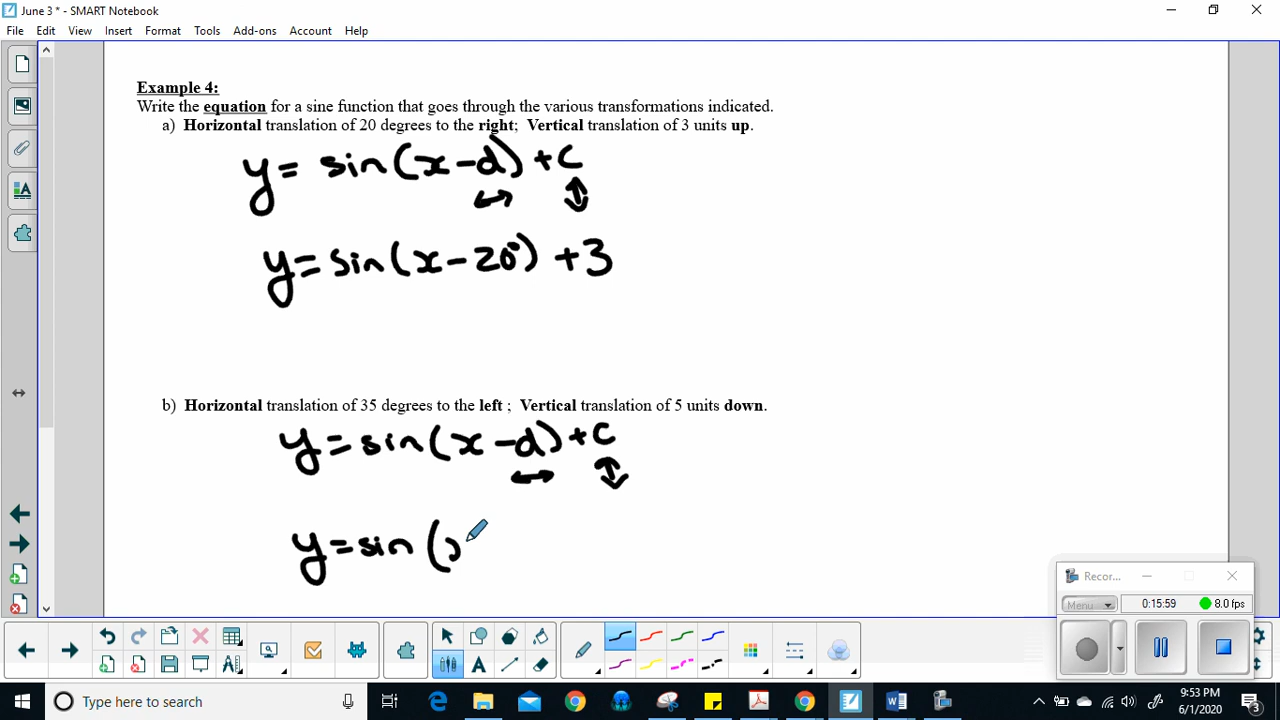 June 3 * - SMART Notebook
File Edit View Insert Format Tools Add-ons Account Help
Example 4:
Write the equation for a sine function that goes through the various transformations indicated.
a) Horizontal translation of 20 degrees to the right; Vertical translation of 3 units up.
y = sin(x - d) + c
y = sin(x - 20°) + 3
b) Horizontal translation of 35 degrees to the left ; Vertical translation of 5 units down.
y = sin(x - d) + c
y = sin (
Recor...
Menu
0:15:59
8.0 fps
Type here to search
9:53 PM
6/1/2020
3